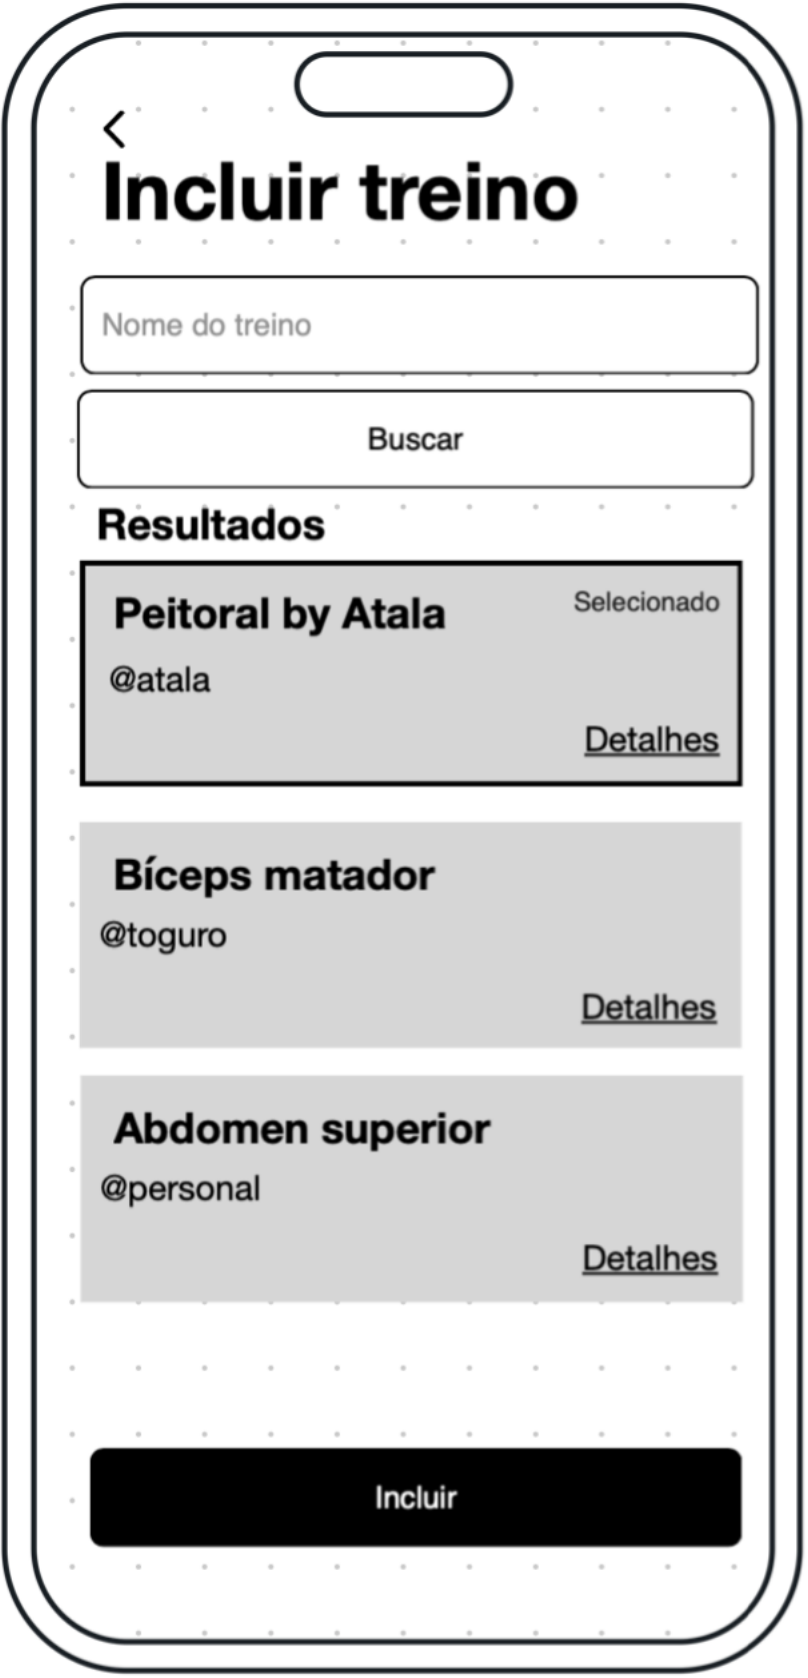 Incluir treino
Nome do treino
Buscar
Resultados
Peitoral by Atala
Selecionado
@atala
Detalhes
Bíceps matador
@toguro
Detalhes
Abdomen superior
@personal
Detalhes
Incluir